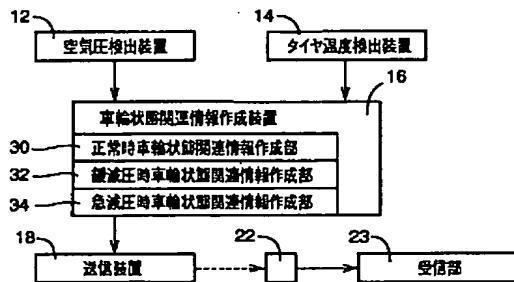 12
14
空気圧検出装置
タイヤ温度検出装置
16
車輪状態関連情報作成装置
30
正常時車輪状態関連情報作成部
32
緩減圧時車輪状態関連情報作成部
34
急減圧時車輪状態関連情報作成部
18
22
23
送信装置
受信部